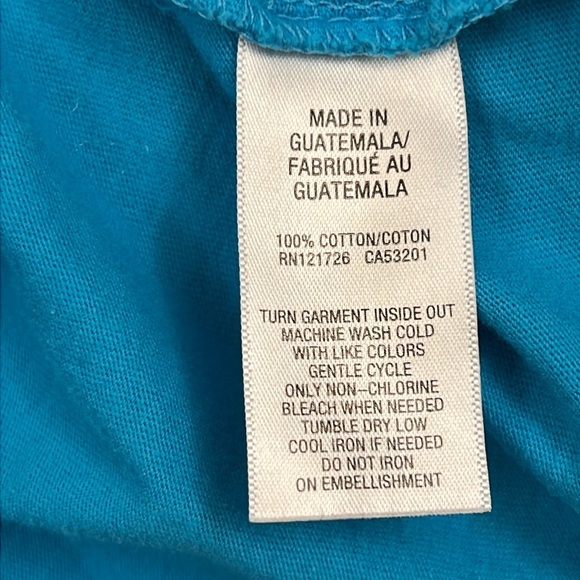 MADE IN
GUATEMALA/
FABRIQUÉ AU
GUATEMALA
100% COTTON/COTON
RN121726 CA53201
TURN GARMENT INSIDE OUT
MACHINE WASH COLD
WITH LIKE COLORS
GENTLE CYCLE
ONLY NON-CHLORINE
BLEACH WHEN NEEDED
TUMBLE DRY LOW
COOL IRON IF NEEDED
DO NOT IRON
ON EMBELLISHMENT